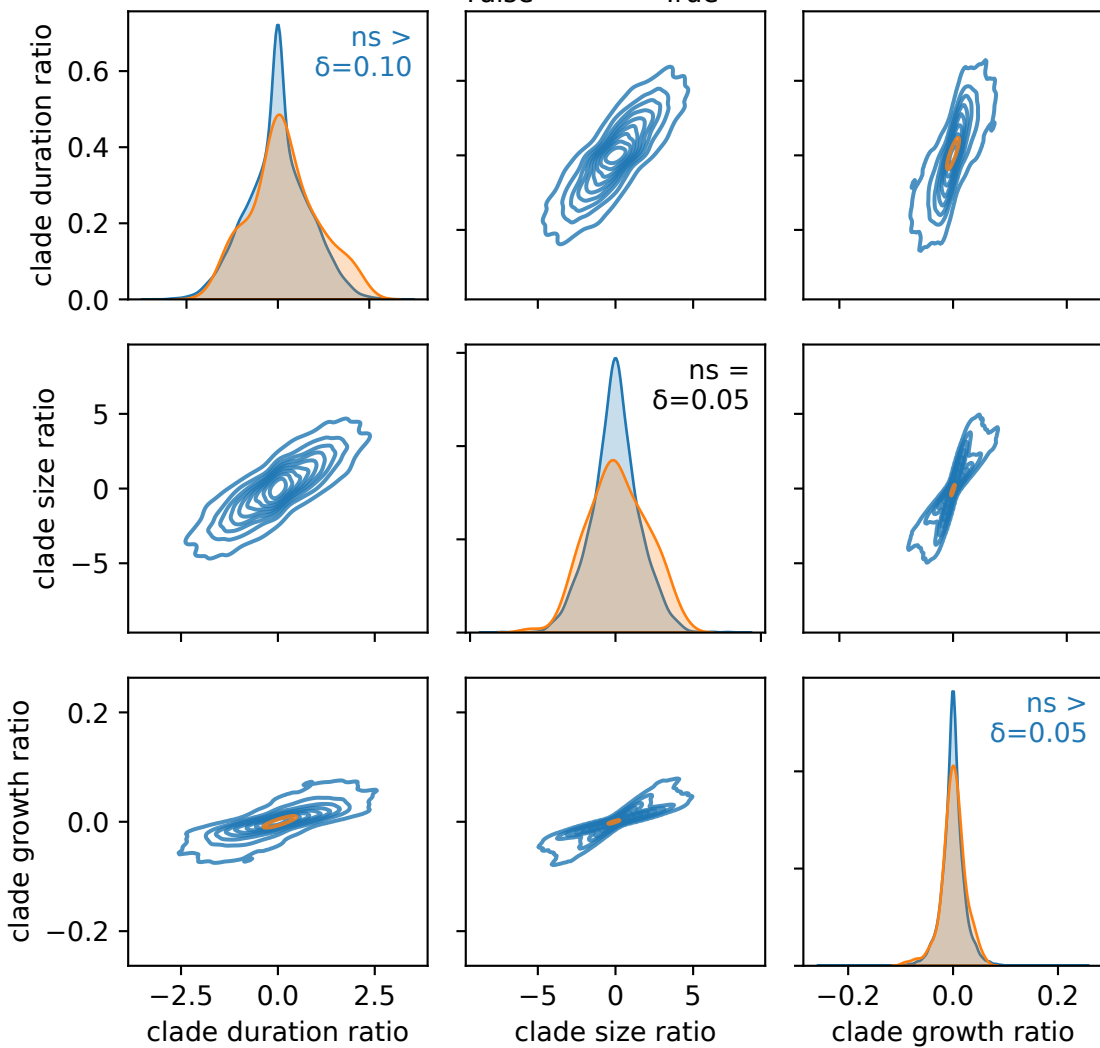 clade duration ratio
0.6
0.4
0.2
0.0
ns >
δ=0.10
clade size ratio
5
0
−5
ns =
δ=0.05
clade growth ratio
0.2
0.0
−0.2
ns >
δ=0.05
−2.5 0.0 2.5
−5 0 5
−0.2 0.0 0.2
clade duration ratio
clade size ratio
clade growth ratio